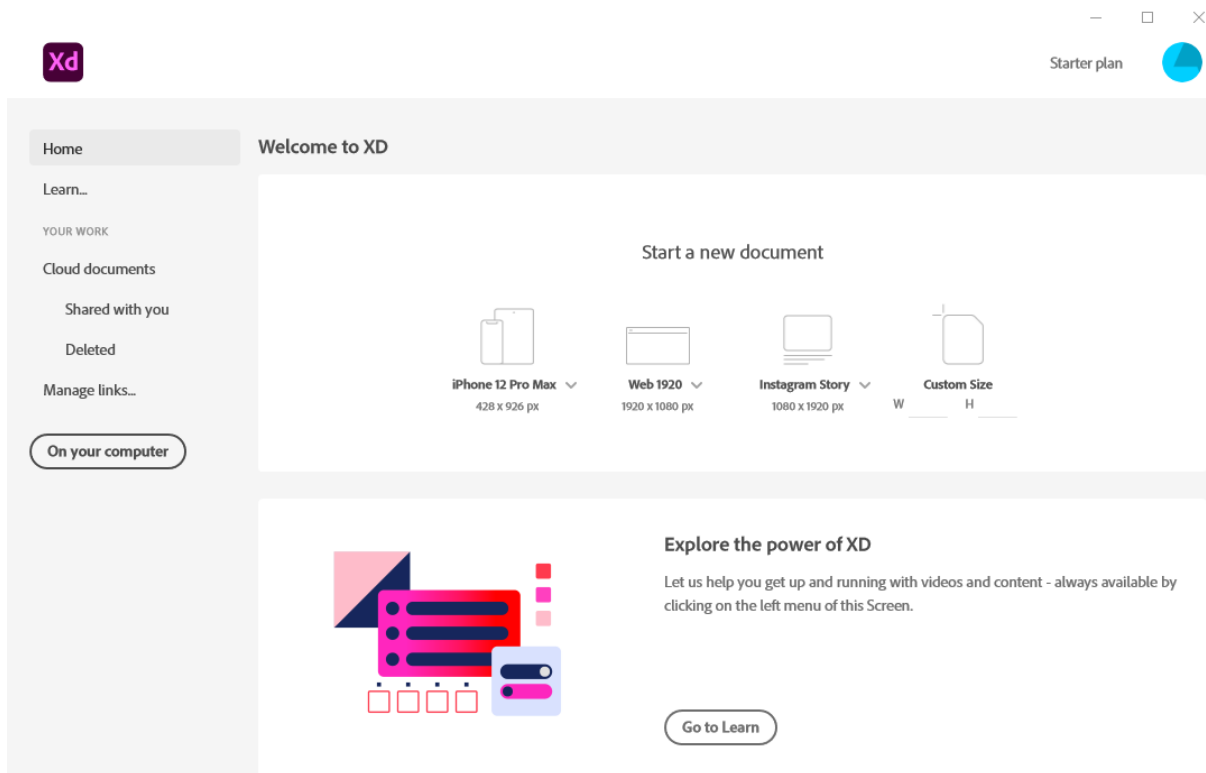 Xd
Starter plan
Home
Learn...
YOUR WORK
Cloud documents
Shared with you
Deleted
Manage links...
On your computer
Welcome to XD
Start a new document
iPhone 12 Pro Max
428 x 926 px
Web 1920
1920 x 1080 px
Instagram Story
1080 x 1920 px
Custom Size
W H
Explore the power of XD
Let us help you get up and running with videos and content - always available by
clicking on the left menu of this Screen.
Go to Learn